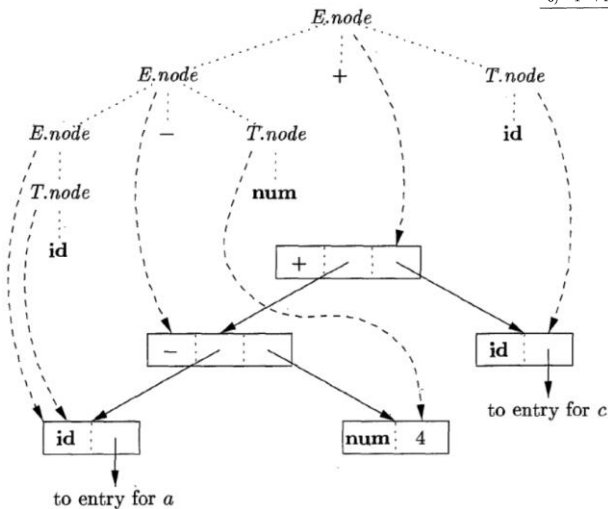 E.node
E.node + T.node
E.node − T.node id
T.node num
id
+
− id
to entry for c
id num 4
to entry for a